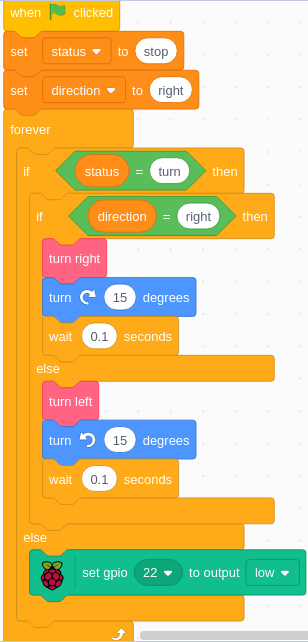 when clicked
set status to stop
set direction to right
forever
if status = turn then
if direction = right then
turn right
turn 15 degrees
wait 0.1 seconds
else
turn left
turn 15 degrees
wait 0.1 seconds
else
set gpio 22 to output low